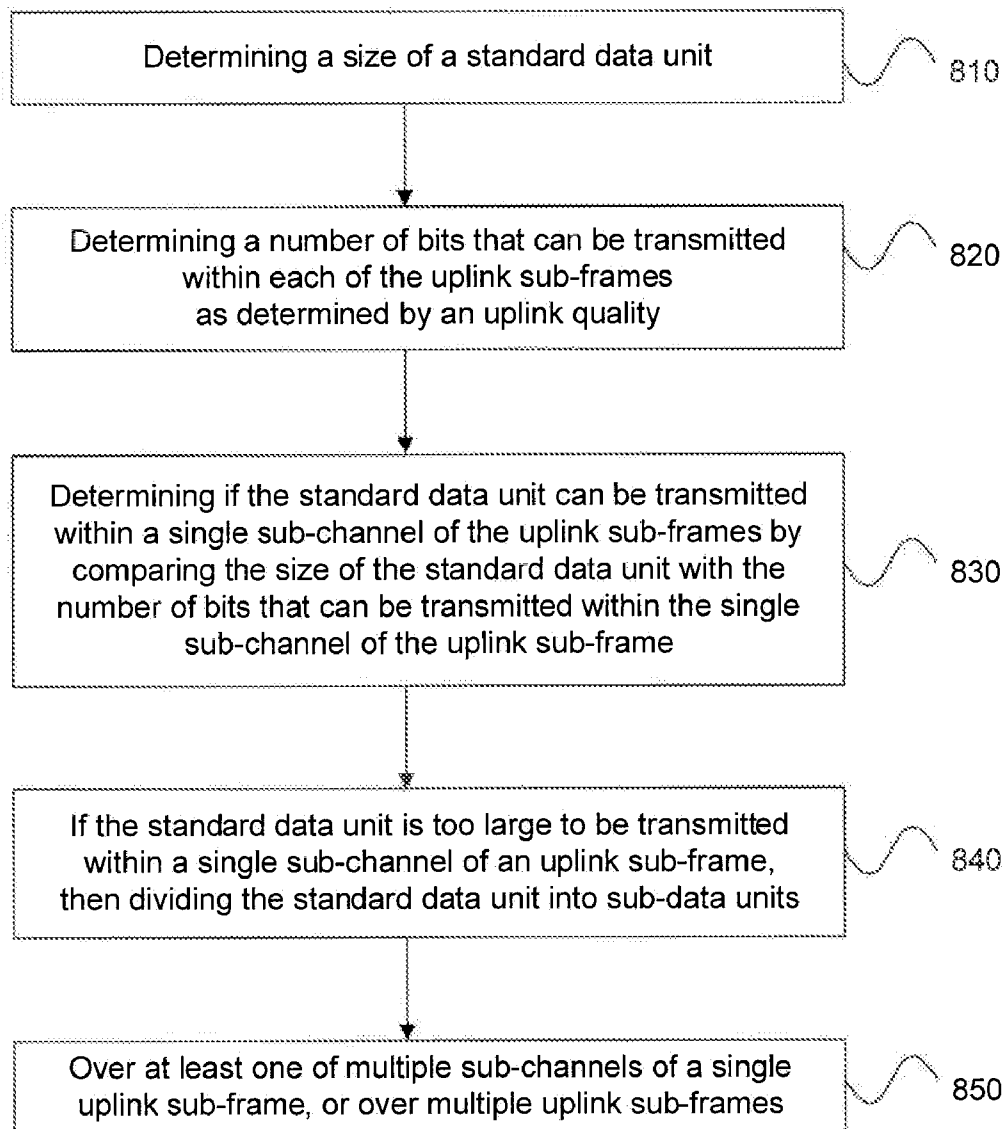 Determining a size of a standard data unit
810
Determining a number of bits that can be transmitted
within each of the uplink sub-frames
as determined by an uplink quality
820
Determining if the standard data unit can be transmitted
within a single sub-channel of the uplink sub-frames by
comparing the size of the standard data unit with the
number of bits that can be transmitted within the single
sub-channel of the uplink sub-frame
830
If the standard data unit is too large to be transmitted
within a single sub-channel of an uplink sub-frame,
then dividing the standard data unit into sub-data units
840
Over at least one of multiple sub-channels of a single
uplink sub-frame, or over multiple uplink sub-frames
850